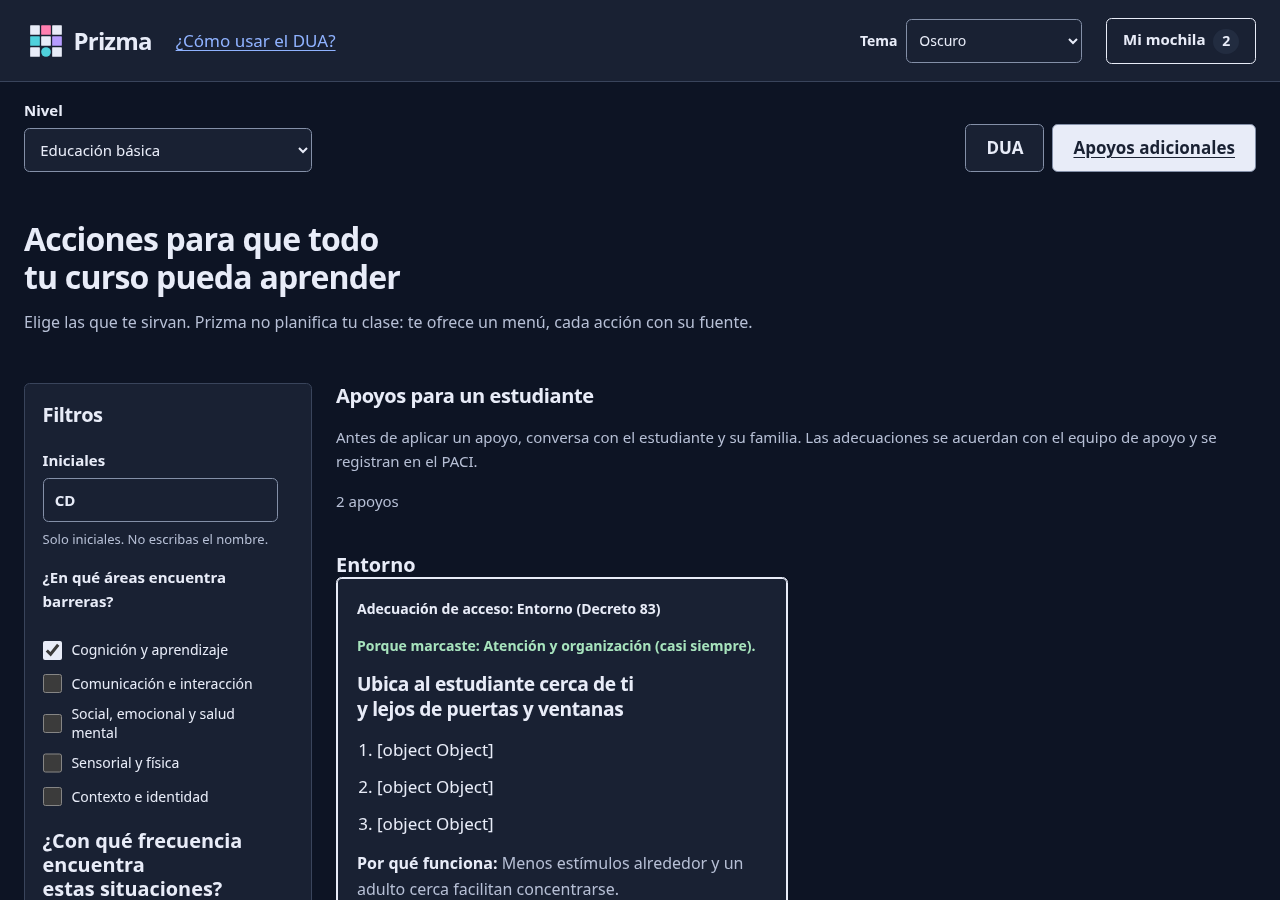 Prizma
¿Cómo usar el DUA?
Tema
Oscuro
Mi mochila 2
Nivel
Educación básica
DUA
Apoyos adicionales
Acciones para que todo
tu curso pueda aprender
Elige las que te sirvan. Prizma no planifica tu clase: te ofrece un menú, cada acción con su fuente.
Filtros
Iniciales
CD
Solo iniciales. No escribas el nombre.
¿En qué áreas encuentra
barreras?
Cognición y aprendizaje
Comunicación e interacción
Social, emocional y salud
mental
Sensorial y física
Contexto e identidad
¿Con qué frecuencia
encuentra
estas situaciones?
Apoyos para un estudiante
Antes de aplicar un apoyo, conversa con el estudiante y su familia. Las adecuaciones se acuerdan con el equipo de apoyo y se
registran en el PACI.
2 apoyos
Entorno
Adecuación de acceso: Entorno (Decreto 83)
Porque marcaste: Atención y organización (casi siempre).
Ubica al estudiante cerca de ti
y lejos de puertas y ventanas
1. [object Object]
2. [object Object]
3. [object Object]
Por qué funciona: Menos estímulos alrededor y un
adulto cerca facilitan concentrarse.